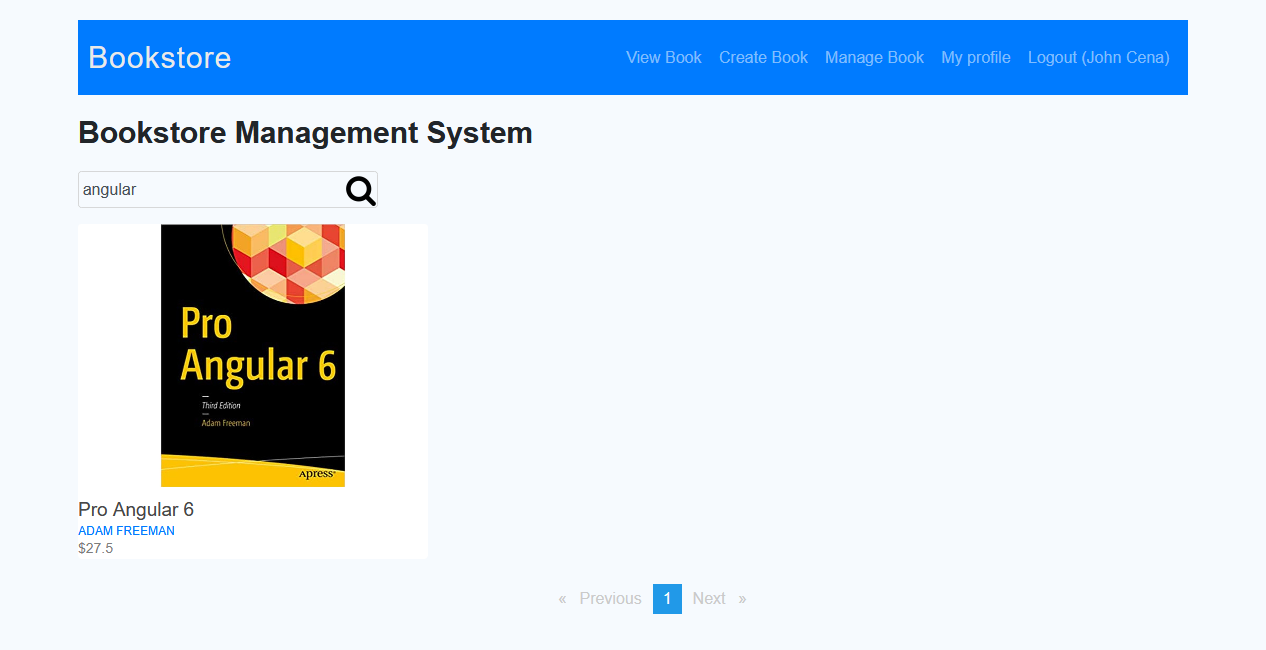 Bookstore View Book Create Book Manage Book My profile Logout (John Cena)
Bookstore Management System
angular
Pro
Angular 6
Third Edition
Adam Freeman
Apress®
Pro Angular 6
ADAM FREEMAN
$27.5
« Previous 1 Next »